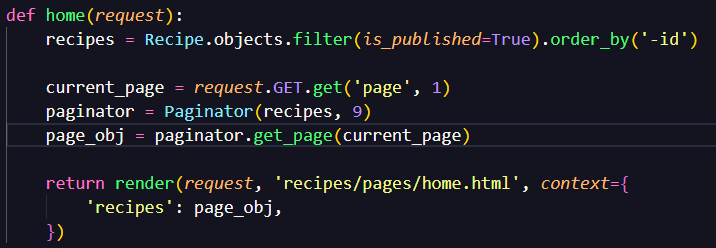 def home(request):
    recipes = Recipe.objects.filter(is_published=True).order_by('-id')
    current_page = request.GET.get('page', 1)
    paginator = Paginator(recipes, 9)
    page_obj = paginator.get_page(current_page)
    return render(request, 'recipes/pages/home.html', context={
        'recipes': page_obj,
    })